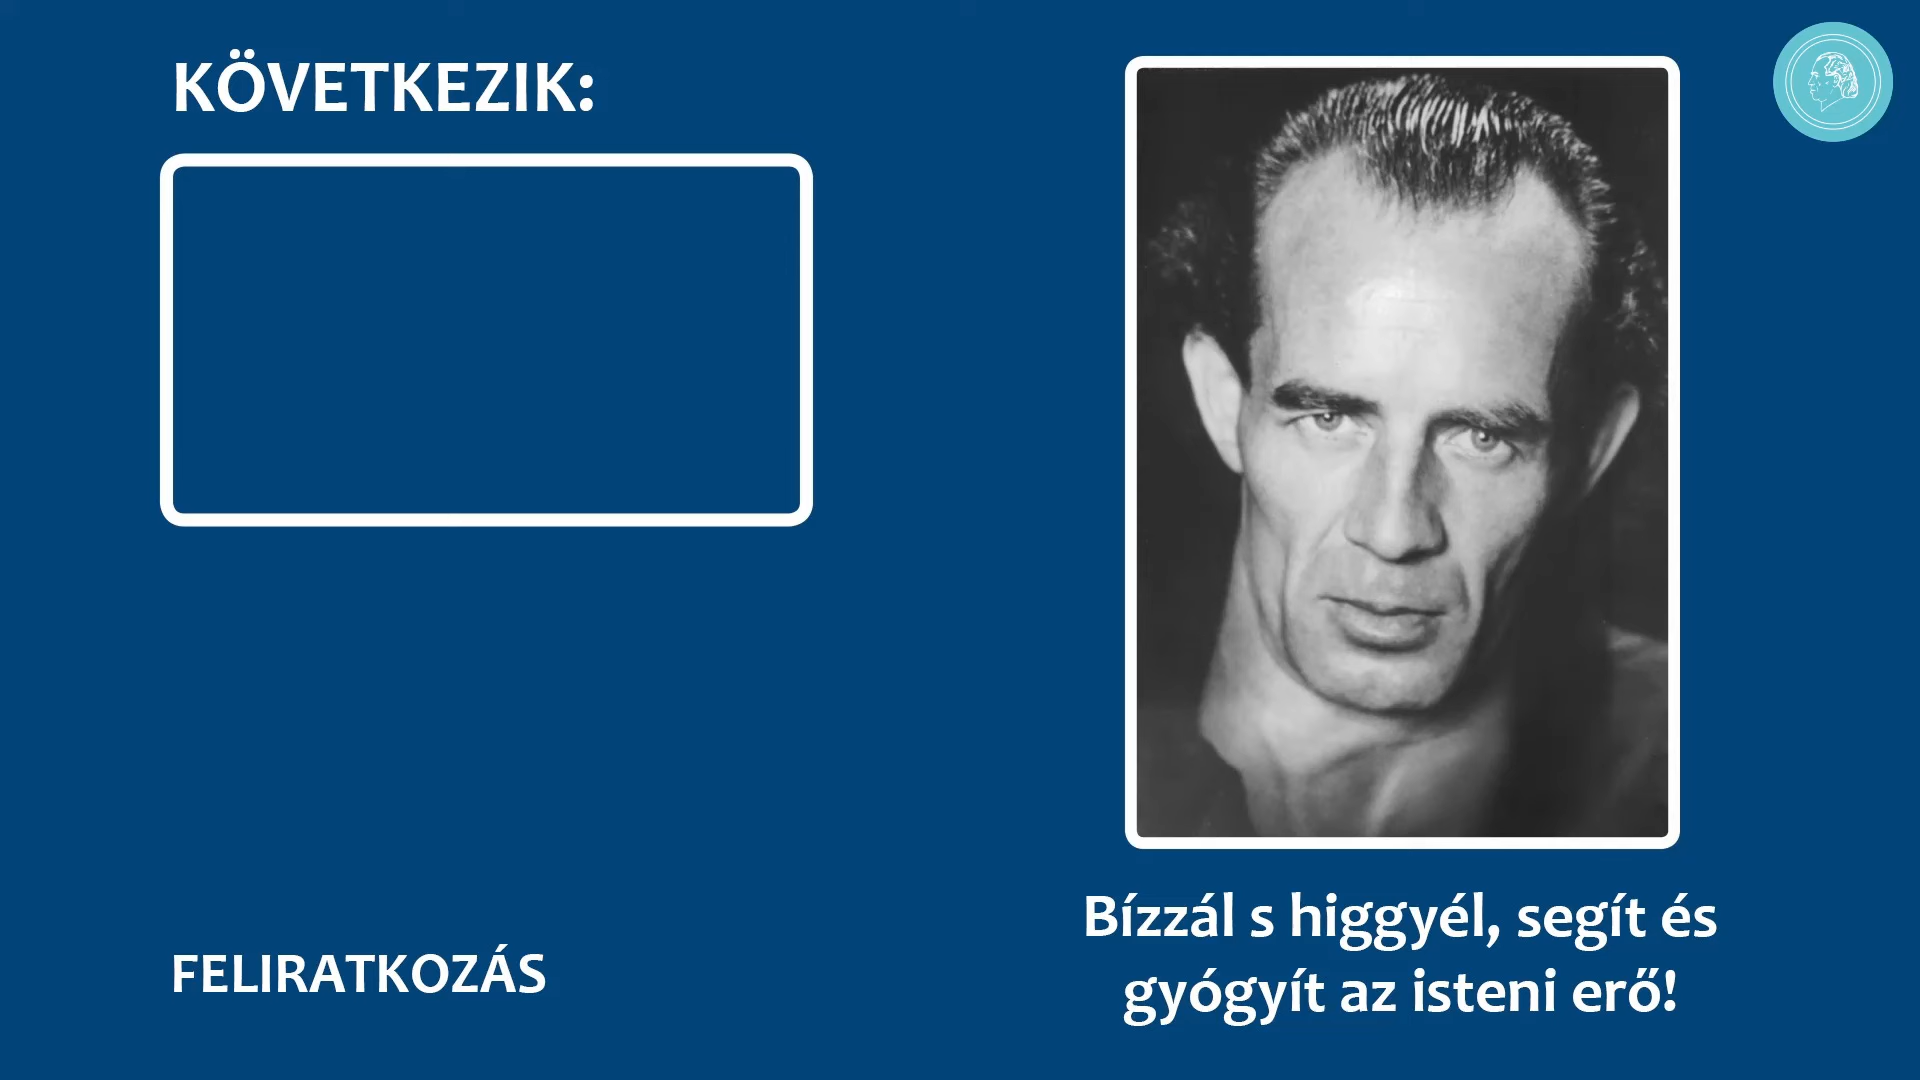 KÖVETKEZIK:
FELIRATKOZÁS
Bízzál s higgyél, segít és
gyógyít az isteni erő!